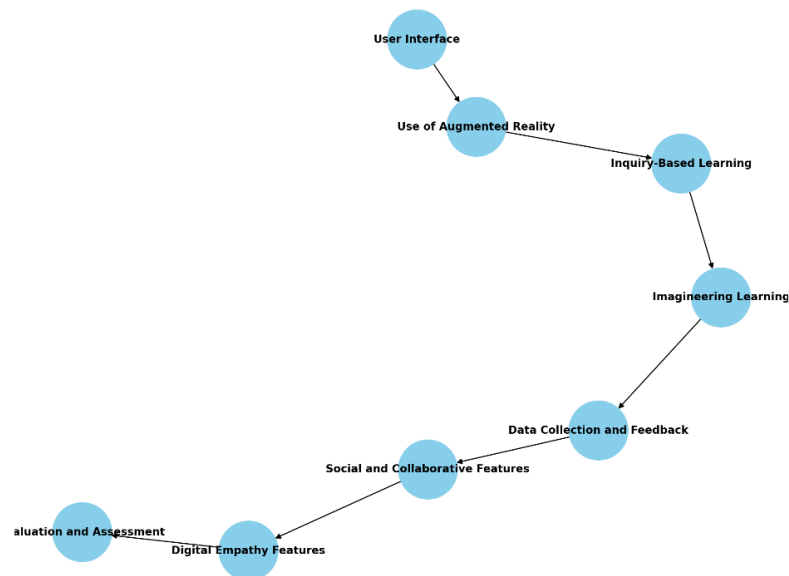 User Interface
Use of Augmented Reality
Inquiry-Based Learning
Imagineering Learning
Data Collection and Feedback
Social and Collaborative Features
aluation and Assessment
Digital Empathy Features